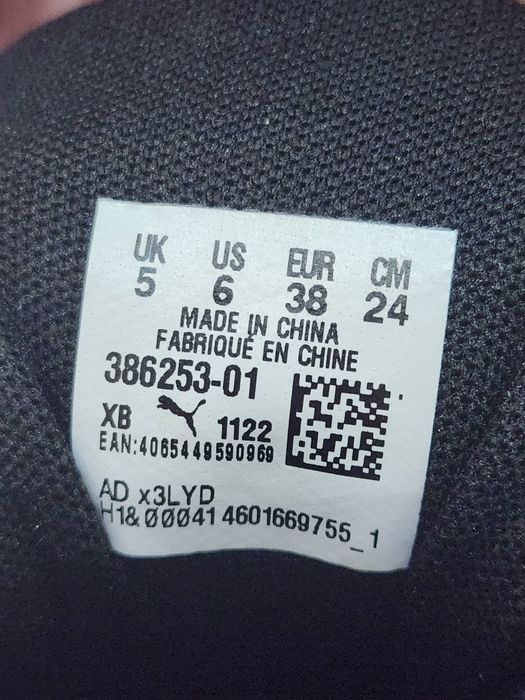 UK US EUR CM
5 6 38 24
MADE IN CHINA
FABRIQUÉ EN CHINE
386253-01
XB 1122
EAN:4065449590969
AD x3LYD
H1&ØØØ41 4601669755_1